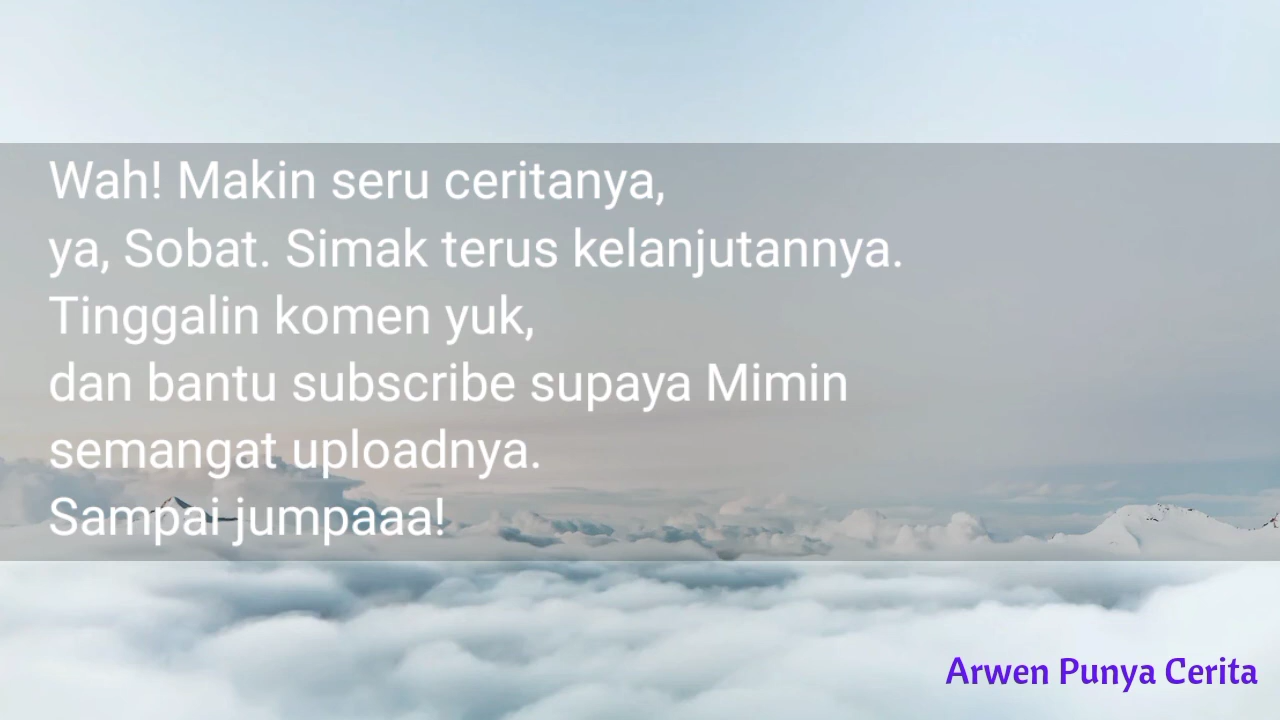 Wah! Makin seru ceritanya,
ya, Sobat. Simak terus kelanjutannya.
Tinggalin komen yuk,
dan bantu subscribe supaya Mimin
semangat uploadnya.
Sampai jumpaaa!
Arwen Punya Cerita